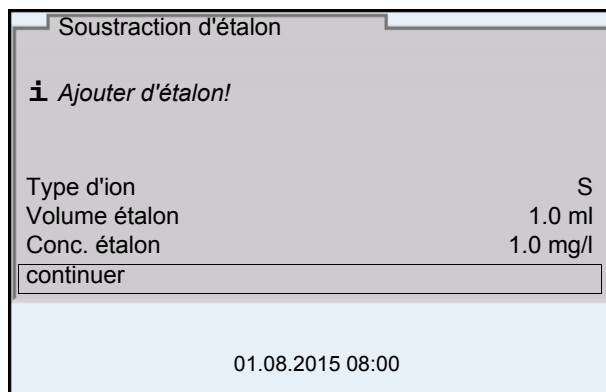 Soustraction d'étalon
i Ajouter d'étalon!
Type d'ion S
Volume étalon 1.0 ml
Conc. étalon 1.0 mg/l
continuer
01.08.2015 08:00